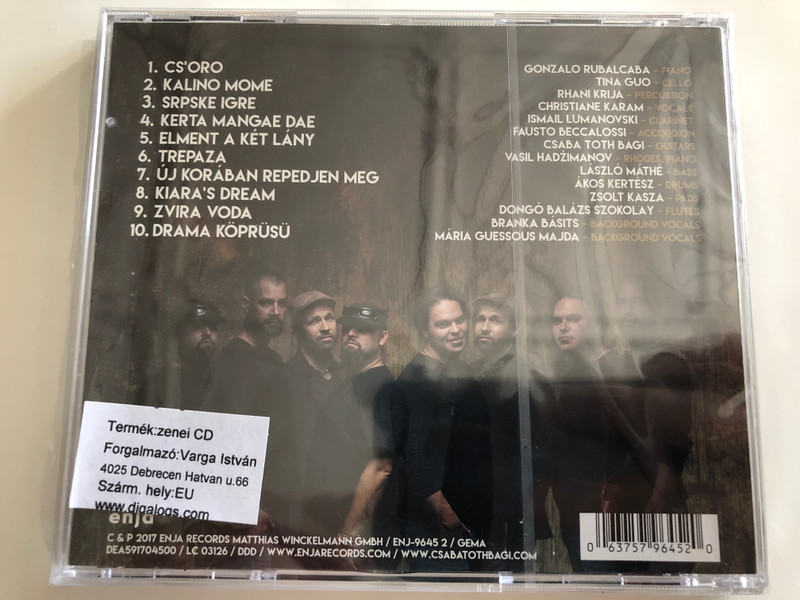 1. CS'ORO
2. KALINO MOME
3. SRPSKE IGRE
4. KERTA MANGAE DAE
5. ELMENT A KÉT LÁNY
6. TREPAZA
7. ÚJ KORÁBAN REPEDJEN MEG
8. KIARA'S DREAM
9. ZVIRA VODA
10. DRAMA KÖPRÜSÜ
GONZALO RUBALCABA - PIANO
TINA GUO - CELLO
RHANI KRIJA - PERCUSSION
CHRISTIANE KARAM - VOCALS
ISMAIL LUMANOVSKI - CLARINET
FAUSTO BECCALOSSI - ACCORDION
CSABA TOTH BAGI - GUITARS
VASIL HADŽIMANOV - RHODES, PIANO
LÁSZLÓ MÁTHÉ - BASS
ÁKOS KERTÉSZ - DRUMS
ZSOLT KASZA - PADS
DONGÓ BALÁZS SZOKOLAY - FLUTES
BRANKA BÁSITS - BACKGROUND VOCALS
MÁRIA GUESSOUS MAJDA - BACKGROUND VOCALS
Termék:zenei CD
Forgalmazó:Varga István
4025 Debrecen Hatvan u.66
Szárm. hely:EU
www.digalogs.com
enja
C & P 2017 ENJA RECORDS MATTHIAS WINCKELMANN GMBH / ENJ-9645 2 / GEMA
DEA591704500 / LC 03126 / DDD / WWW.ENJARECORDS.COM / WWW.CSABATOTHBAGI.COM
0 63757 96452 0